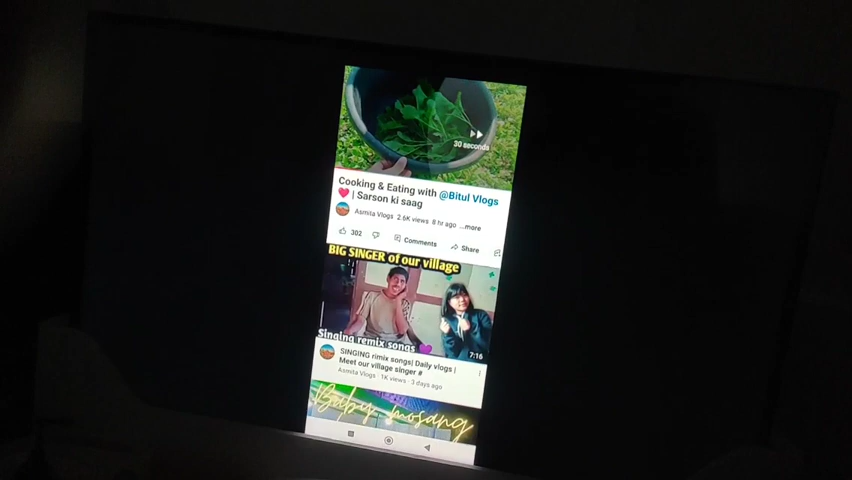 30 seconds
Cooking & Eating with @Bitul Vlogs
❤️ | Sarson ki saag
Asmita Vlogs 2.6K views 8 hr ago ...more
302
Comments
Share
BIG SINGER of our village
Singing remix songs
7:16
SINGING rimix songs| Daily vlogs |
Meet our village singer #
Asmita Vlogs · 1K views · 3 days ago
Baby mosang